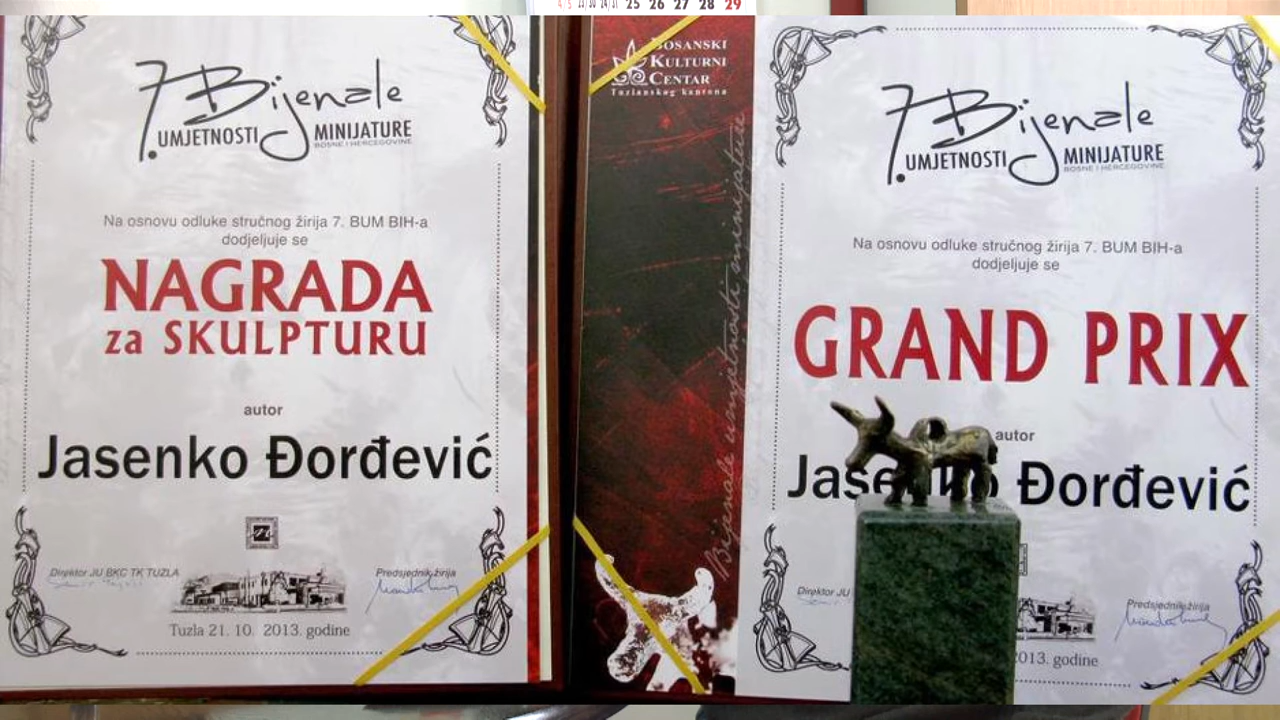 25 26 27 28 29
7. Bijenale
UMJETNOSTI MINIJATURE
BOSNE I HERCEGOVINE
Na osnovu odluke stručnog žirija 7. BUM BIH-a
dodjeljuje se
NAGRADA
za SKULPTURU
autor
Jasenko Đorđević
Direktor JU BKC TK TUZLA
Predsjednik žirija
Tuzla 21. 10. 2013. godine
BOSANSKI
KULTURNI
CENTAR
Tuzlanskog kantona
Bijenale umjetnosti minijature
7. Bijenale
UMJETNOSTI MINIJATURE
BOSNE I HERCEGOVINE
Na osnovu odluke stručnog žirija 7. BUM BIH-a
dodjeljuje se
GRAND PRIX
autor
Jasenko Đorđević
Direktor JU
Predsjednik žirija
2013. godine